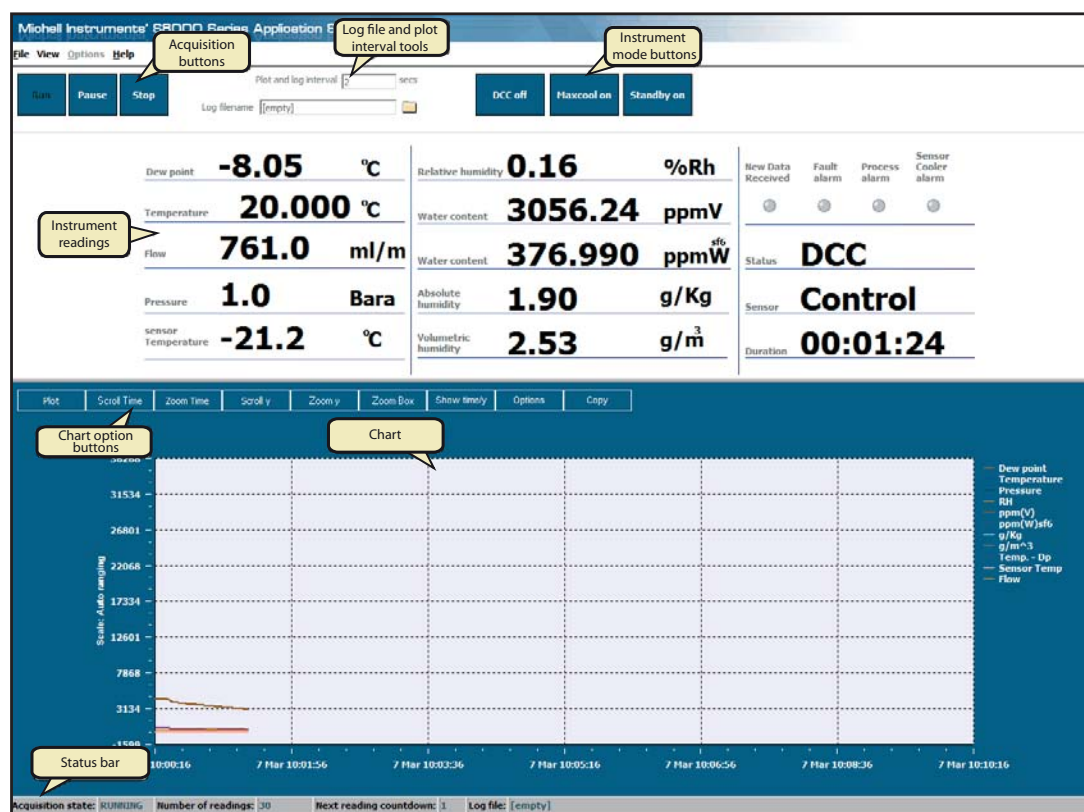 Michell Instruments' S8000 Series Application S
File View Options Help
Acquisition buttons
Log file and plot interval tools
Instrument mode buttons
Run Pause Stop
Plot and log interval 2 secs
Log filename [empty]
DCC off Maxcool on Standby on
Instrument readings
Dew point -8.05 °C
Temperature 20.000 °C
Flow 761.0 ml/m
Pressure 1.0 Bara
sensor Temperature -21.2 °C
Relative humidity 0.16 %Rh
Water content 3056.24 ppmV
Water content 376.990 ppmW sf6
Absolute humidity 1.90 g/Kg
Volumetric humidity 2.53 g/m3
New Data Received
Fault alarm
Process alarm
Sensor Cooler alarm
Status DCC
Sensor Control
Duration 00:01:24
Plot Scroll Time Zoom Time Scroll y Zoom y Zoom Box Show time/y Options Copy
Chart option buttons
Chart
Scale: Auto ranging
36268
31534
26801
22068
17334
12601
7868
3134
-1599
10:00:16 7 Mar 10:01:56 7 Mar 10:03:36 7 Mar 10:05:16 7 Mar 10:06:56 7 Mar 10:08:36 7 Mar 10:10:16
Dew point
Temperature
Pressure
RH
ppm(V)
ppm(W)sf6
g/Kg
g/m^3
Temp. - Dp
Sensor Temp
Flow
Status bar
Acquisition state: RUNNING Number of readings: 30 Next reading countdown: 1 Log file: [empty]